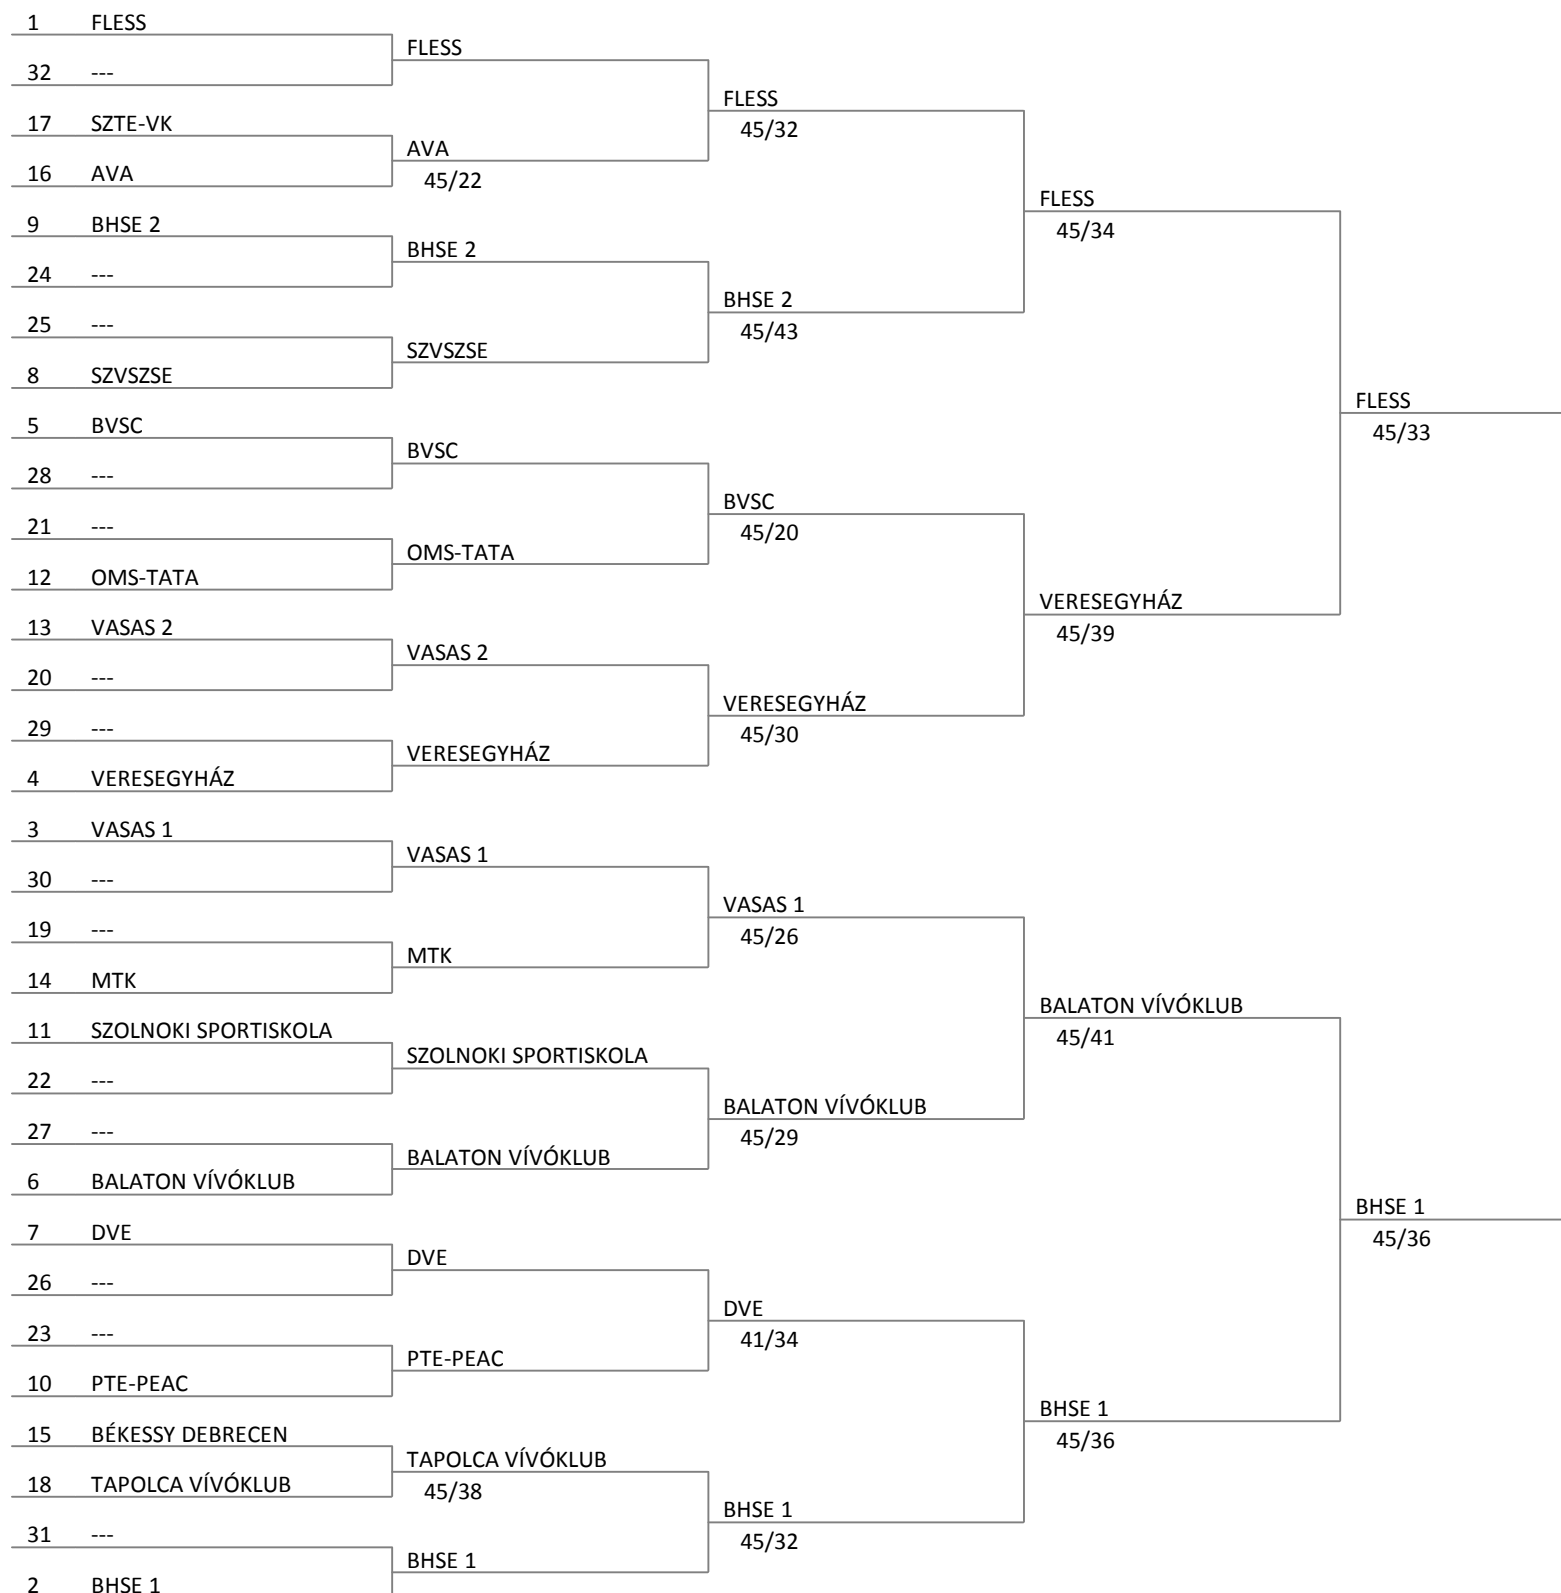 1 FLESS
FLESS
32 ---
FLESS
45/32
17 SZTE-VK
AVA
45/22
16 AVA
FLESS
45/34
9 BHSE 2
BHSE 2
24 ---
BHSE 2
45/43
25 ---
SZVSZSE
8 SZVSZSE
FLESS
45/33
5 BVSC
BVSC
28 ---
BVSC
45/20
21 ---
OMS-TATA
12 OMS-TATA
VERESEGYHÁZ
45/39
13 VASAS 2
VASAS 2
20 ---
VERESEGYHÁZ
45/30
29 ---
VERESEGYHÁZ
4 VERESEGYHÁZ
3 VASAS 1
VASAS 1
30 ---
VASAS 1
45/26
19 ---
MTK
14 MTK
BALATON VÍVÓKLUB
45/41
11 SZOLNOKI SPORTISKOLA
SZOLNOKI SPORTISKOLA
22 ---
BALATON VÍVÓKLUB
45/29
27 ---
BALATON VÍVÓKLUB
6 BALATON VÍVÓKLUB
BHSE 1
45/36
7 DVE
DVE
26 ---
DVE
41/34
23 ---
PTE-PEAC
10 PTE-PEAC
BHSE 1
45/36
15 BÉKESSY DEBRECEN
TAPOLCA VÍVÓKLUB
45/38
18 TAPOLCA VÍVÓKLUB
BHSE 1
45/32
31 ---
BHSE 1
2 BHSE 1